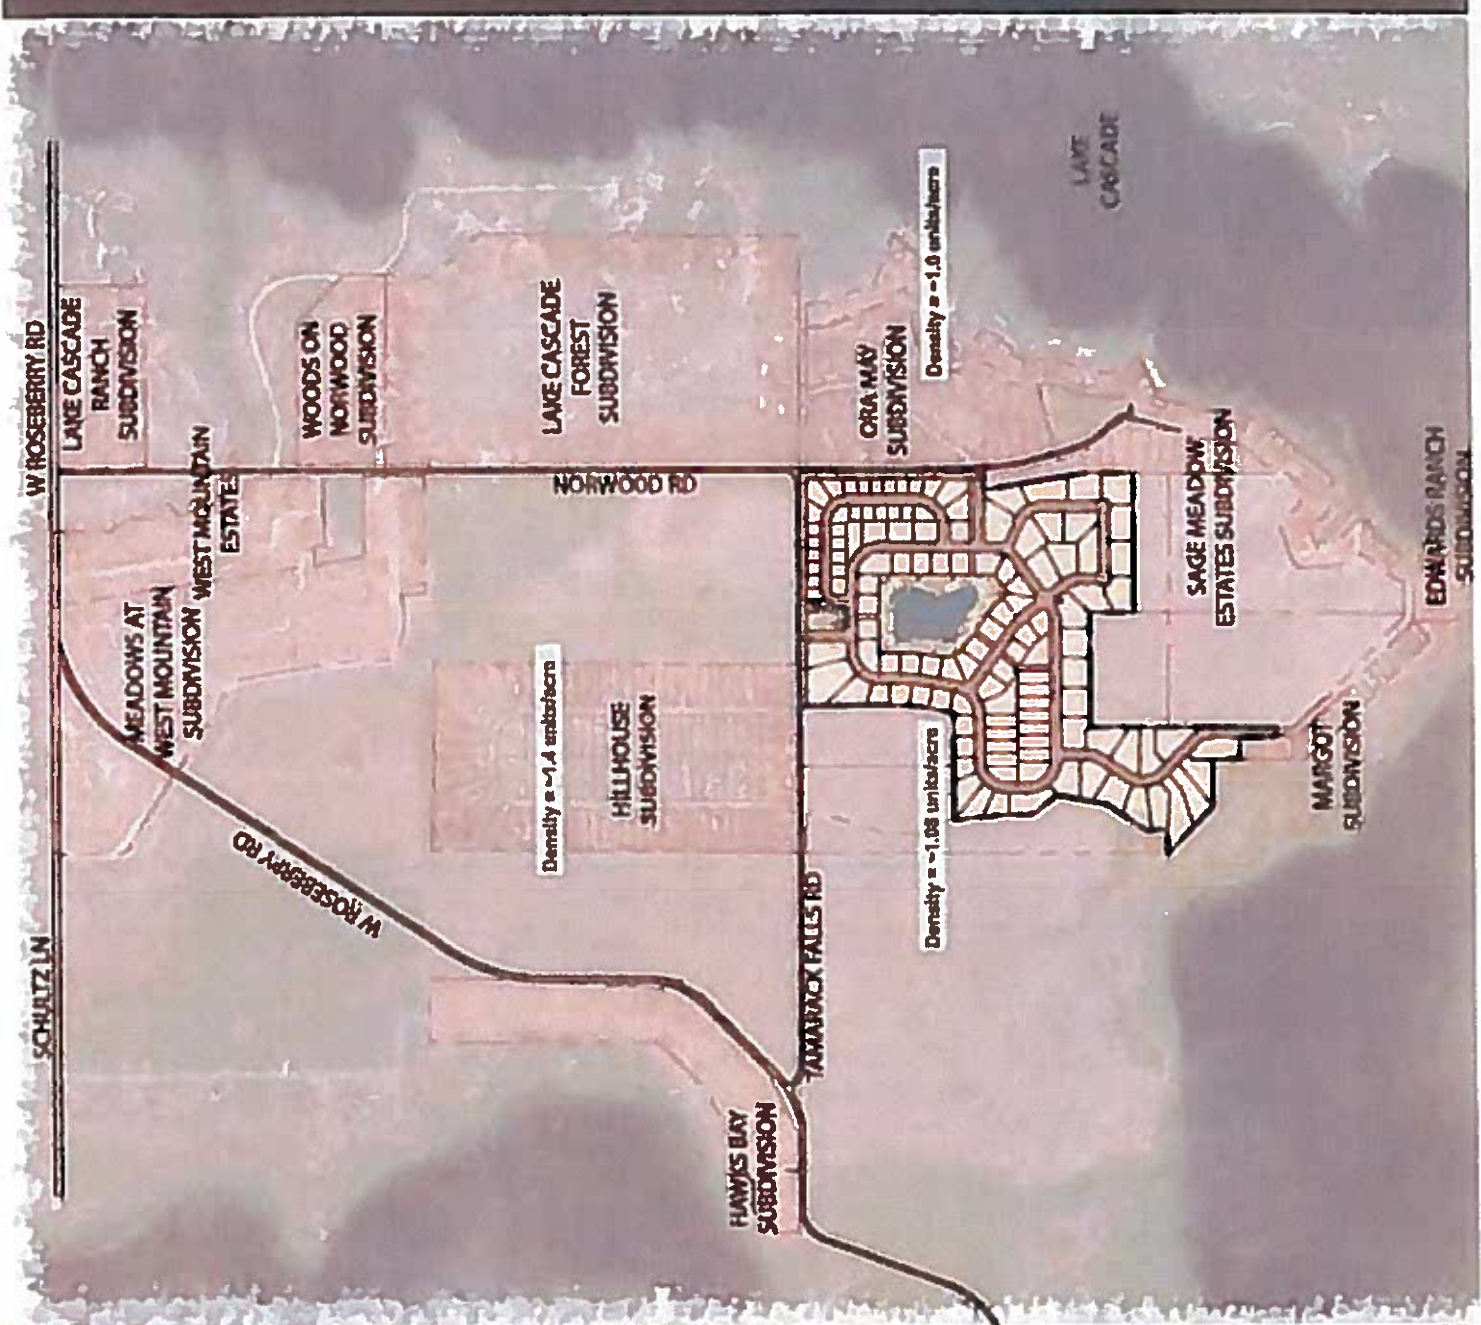 W ROSEBERRY RD
LAKE CASCADE
RANCH
SUBDIVISION
WEST MOUNTAIN
ESTATES
WOODS ON
NORWOOD
SUBDIVISION
LAKE CASCADE
FOREST
SUBDIVISION
NORWOOD RD
ORA MAY
SUBDIVISION
Density = ~1.0 units/acre
LAKE
CASCADE
SAGE MEADOW
ESTATES SUBDIVISION
EDWARDS RANCH
SUBDIVISION
MEADOWS AT
WEST MOUNTAIN
SUBDIVISION
Density = ~1.4 units/acre
HILLHOUSE
SUBDIVISION
Density = ~1.08 units/acre
MARGOT
SUBDIVISION
W ROSEBERRY RD
SCHULTZ LN
TAMARACK FALLS RD
HAWKS BAY
SUBDIVISION